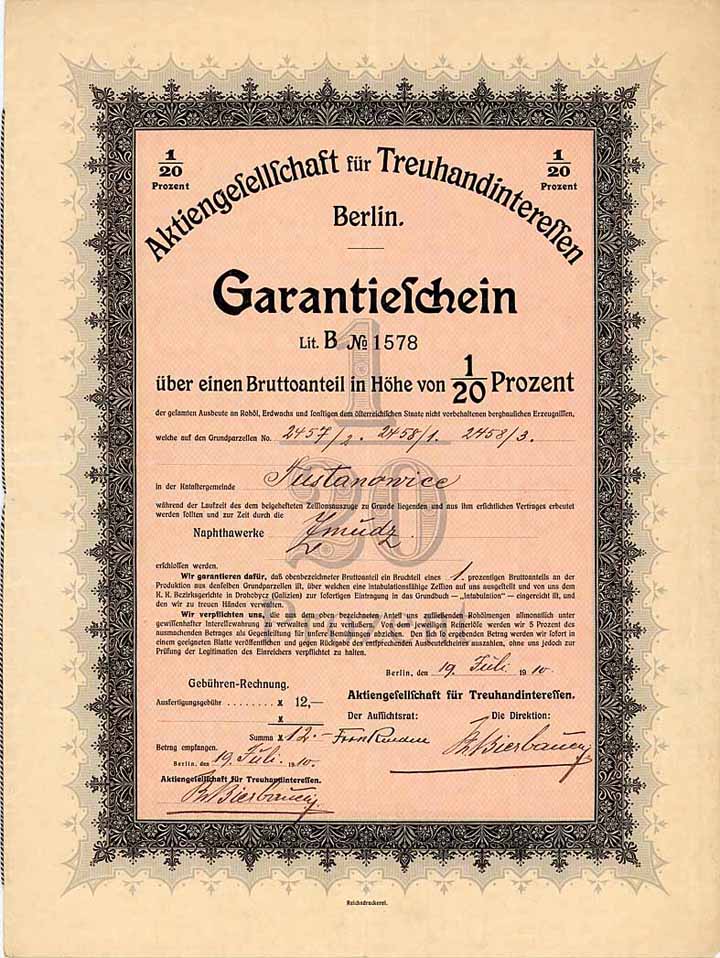 1/20 Prozent
1/20 Prozent
Aktiengeſellſchaft für Treuhandintereſſen
Berlin.
Garantieſchein
Lit. B № 1578
über einen Bruttoanteil in Höhe von 1/20 Prozent
der geſamten Ausbeute an Rohöl, Erdwachs und ſonſtigen dem öſterreichiſchen Staate nicht vorbehaltenen bergbaulichen Erzeugniſſen,
welche auf den Grundparzellen No. 2457/2. 2458/1. 2458/3.
in der Kataſtergemeinde Tustanowice
während der Laufzeit des dem beigehefteten Zeſſionsauszuge zu Grunde liegenden und aus ihm erſichtlichen Vertrages erbeutet
werden ſollten und zur Zeit durch die
Naphthawerke Zmudz
erſchloſſen werden.
Wir garantieren dafür, daß obenbezeichneter Bruttoanteil ein Bruchteil eines 1. prozentigen Bruttoanteils an der
Produktion aus denſelben Grundparzellen iſt, über welchen eine intabulationsfähige Zeſſion auf uns ausgeſtellt und von uns dem
K. K. Bezirksgerichte in Drohobycz (Galizien) zur ſofortigen Eintragung in das Grundbuch — „Intabulation“ — eingereicht iſt, und
den wir zu treuen Händen verwalten.
Wir verpflichten uns, die aus dem oben bezeichneten Anteil uns zufließenden Rohölmengen allmonatlich unter
gewiſſenhafter Intereſſewahrung zu verwalten und zu verſilbern. Von dem jeweiligen Reinerlöſe werden wir 5 Prozent des
ausmachenden Betrages als Gegenleiſtung für unſere Leiſtungen abziehen. Den ſich ergebenden Betrag werden wir ſofort in
einem geeigneten Blatte veröffentlichen und gegen Rückgabe des entſprechenden Ausbeuteſcheines auszahlen, ohne uns jedoch zur
Prüfung der Legitimation des Einreichers verpflichtet zu halten.
Berlin, den 19. Juli 1910.
Gebühren-Rechnung.
Aktiengeſellſchaft für Treuhandintereſſen.
Ausfertigungsgebühr . . . . . . . . M 12,—
M
Der Aufſichtsrat:
Die Direktion:
Summa M 12.-
Betrag empfangen.
Bierbauer
Berlin, den 19. Juli. 1910.
Aktiengeſellſchaft für Treuhandintereſſen.
Bierbauer
Reichsdruckerei.